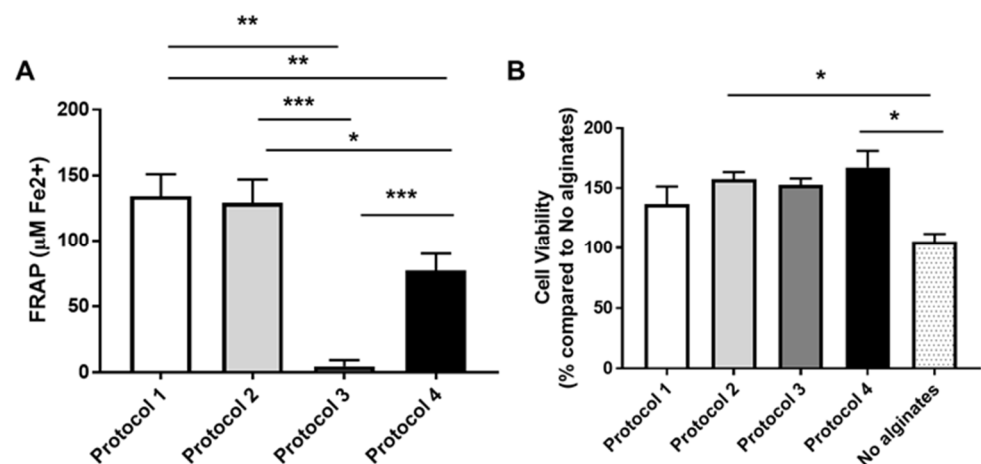 A
**
**
***
*
***
FRAP (µM Fe2+)
200
150
100
50
0
Protocol 1
Protocol 2
Protocol 3
Protocol 4
B
*
*
Cell Viability
(% compared to No alginates)
200
150
100
50
0
Protocol 1
Protocol 2
Protocol 3
Protocol 4
No alginates